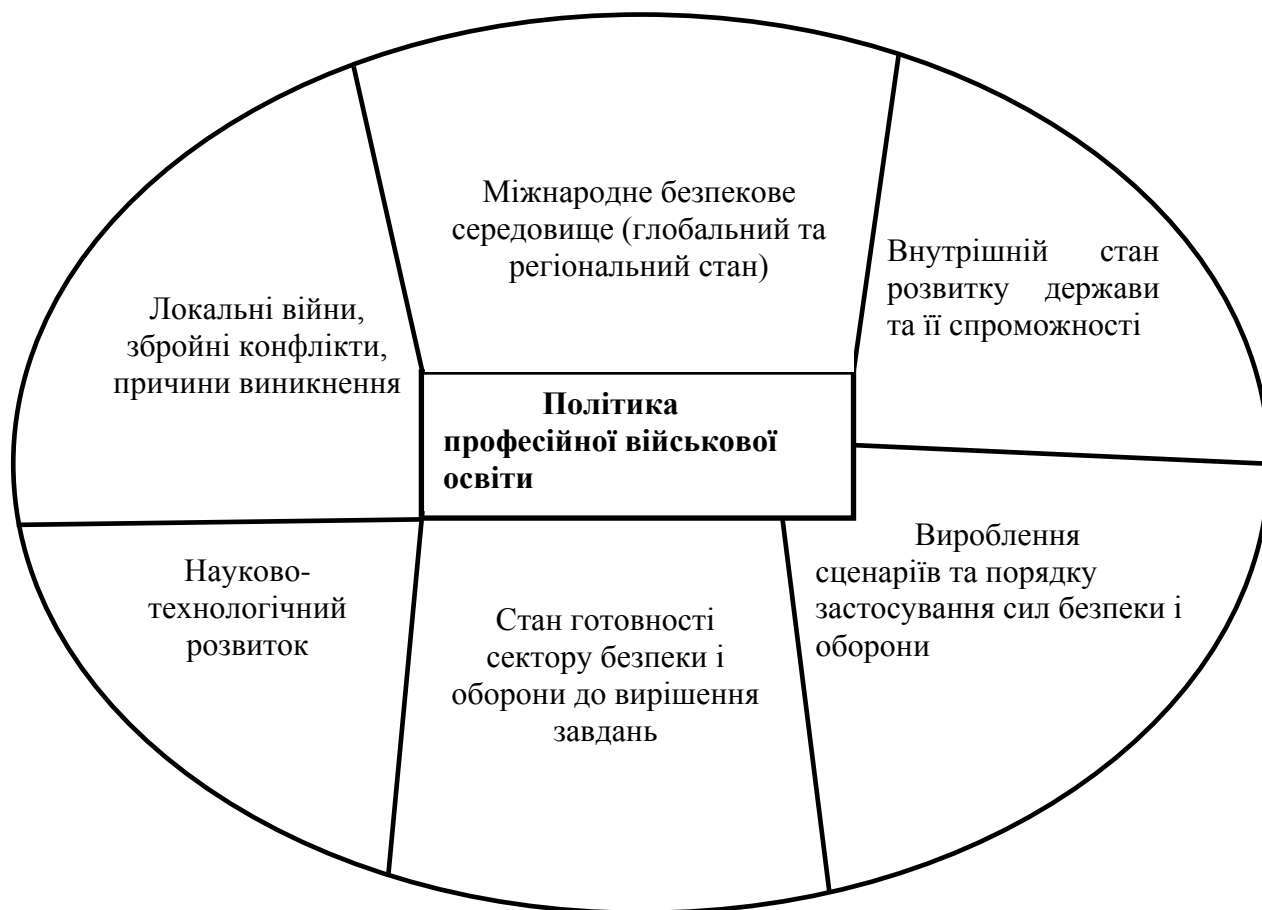 Міжнародне безпекове
середовище (глобальний та
регіональний стан)
Внутрішній стан
розвитку держави
та її спроможності
Локальні війни,
збройні конфлікти,
причини виникнення
Політика
професійної військової
освіти
Вироблення
сценаріїв та порядку
застосування сил безпеки і
оборони
Науково-
технологічний
розвиток
Стан готовності
сектору безпеки і
оборони до вирішення
завдань